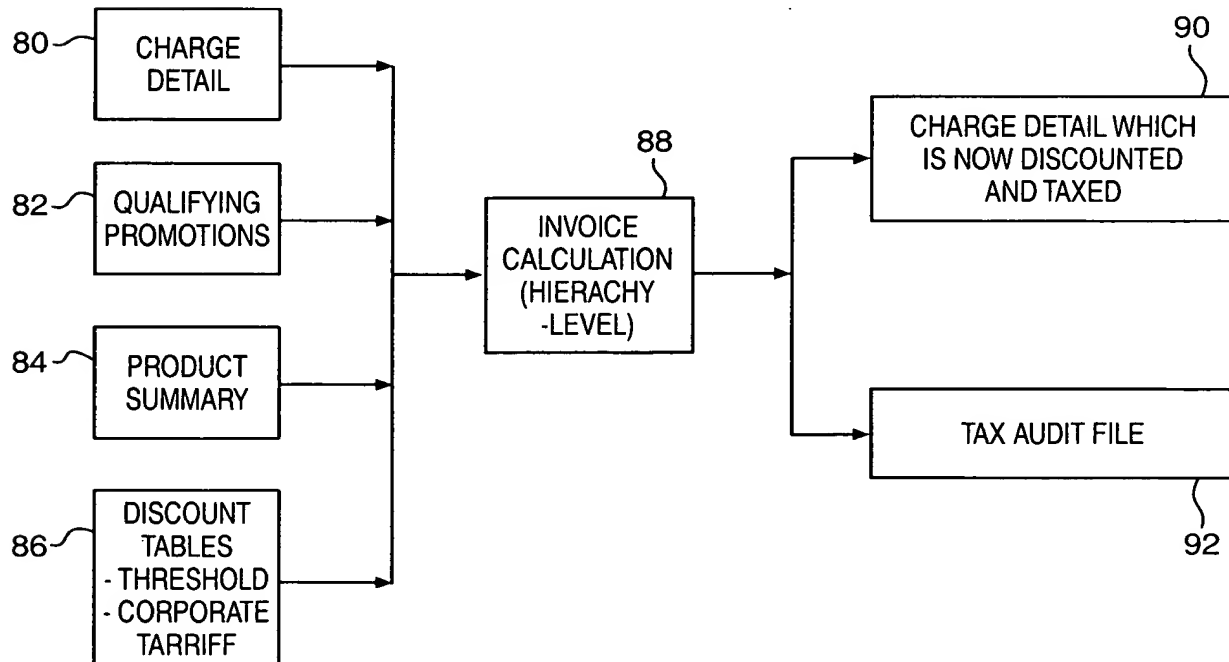 80
CHARGE
DETAIL
82
QUALIFYING
PROMOTIONS
84
PRODUCT
SUMMARY
86
DISCOUNT
TABLES
- THRESHOLD
- CORPORATE
TARRIFF
88
INVOICE
CALCULATION
(HIERACHY
-LEVEL)
90
CHARGE DETAIL WHICH
IS NOW DISCOUNTED
AND TAXED
TAX AUDIT FILE
92